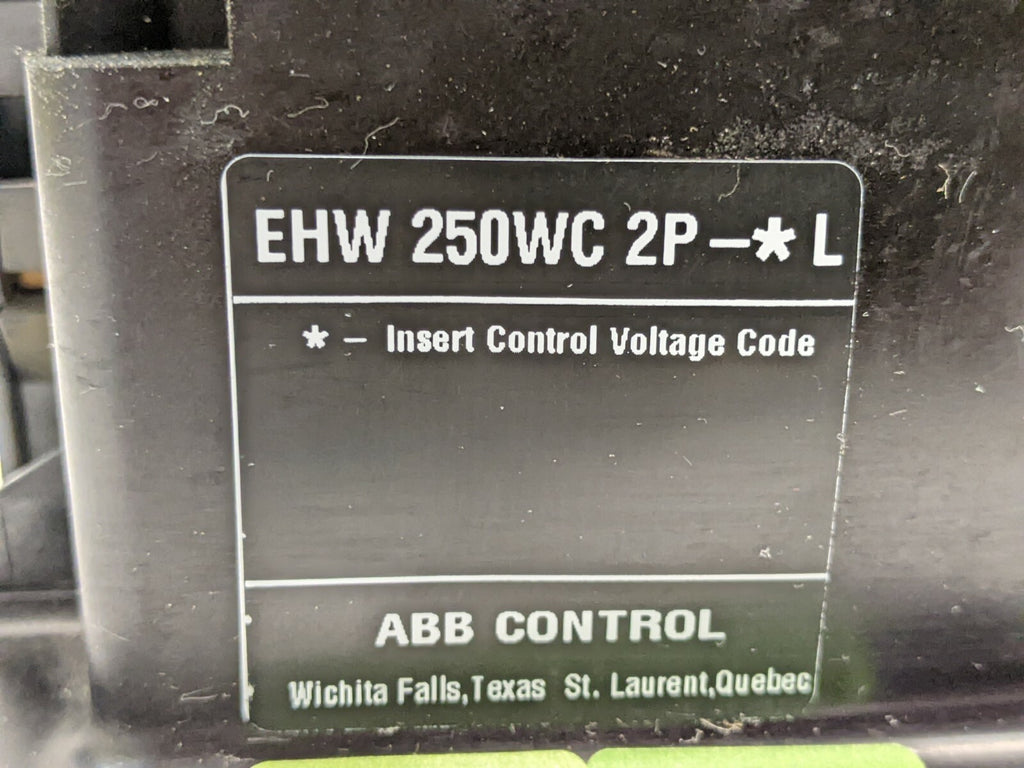 EHW 250WC 2P-* L
* - Insert Control Voltage Code
ABB CONTROL
Wichita Falls,Texas St. Laurent,Quebec